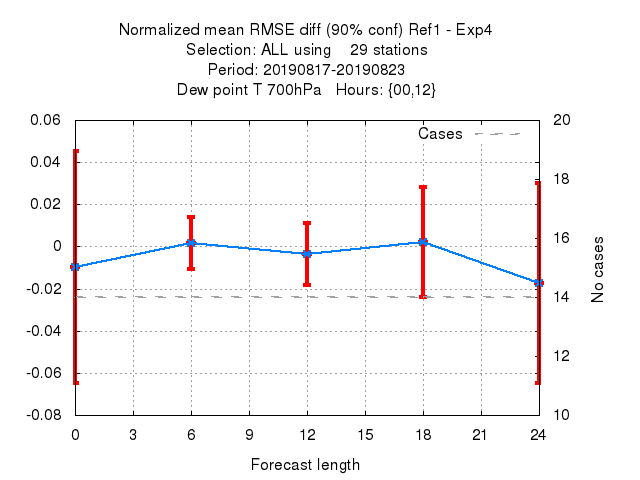 Normalized mean RMSE diff (90% conf) Ref1 - Exp4
Selection: ALL using    29 stations
Period: 20190817-20190823
Dew point T 700hPa   Hours: {00,12}
Cases
0.06
0.04
0.02
0
-0.02
-0.04
-0.06
-0.08
20
18
16
14
12
10
No cases
0 3 6 9 12 15 18 21 24
Forecast length